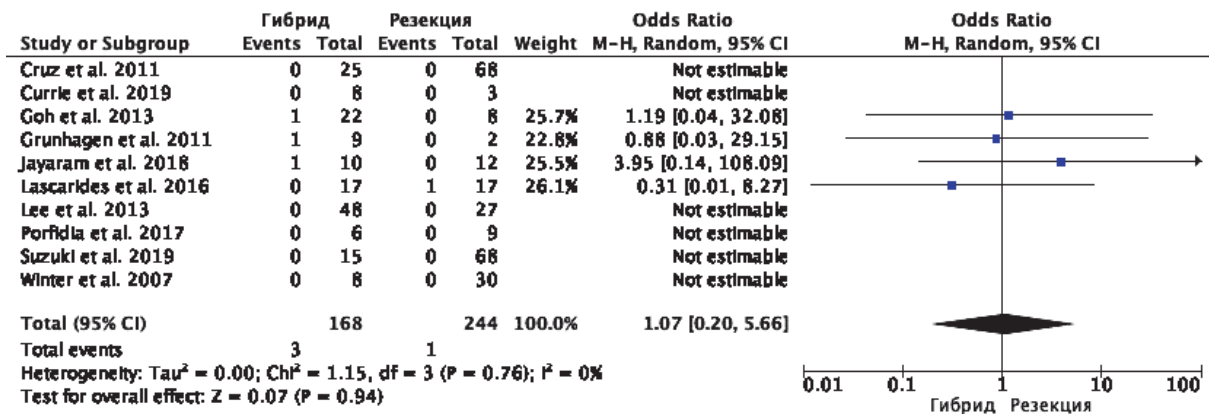 Гибрид Резекция Odds Ratio Odds Ratio
Study or Subgroup Events Total Events Total Weight M-H, Random, 95% CI M-H, Random, 95% CI
Cruz et al. 2011 0 25 0 68 Not estimable
Currie et al. 2019 0 8 0 3 Not estimable
Goh et al. 2013 1 22 0 8 25.7% 1.19 [0.04, 32.08]
Grunhagen et al. 2011 1 9 0 2 22.8% 0.88 [0.03, 29.15]
Jayaram et al. 2018 1 10 0 12 25.5% 3.95 [0.14, 108.09]
Lascarides et al. 2016 0 17 1 17 26.1% 0.31 [0.01, 8.27]
Lee et al. 2013 0 48 0 27 Not estimable
Porfidia et al. 2017 0 6 0 9 Not estimable
Suzuki et al. 2019 0 15 0 68 Not estimable
Winter et al. 2007 0 8 0 30 Not estimable
Total (95% CI) 168 244 100.0% 1.07 [0.20, 5.66]
Total events 3 1
Heterogeneity: Tau² = 0.00; Chi² = 1.15, df = 3 (P = 0.76); I² = 0%
Test for overall effect: Z = 0.07 (P = 0.94)
0.01 0.1 1 10 100
Гибрид Резекция